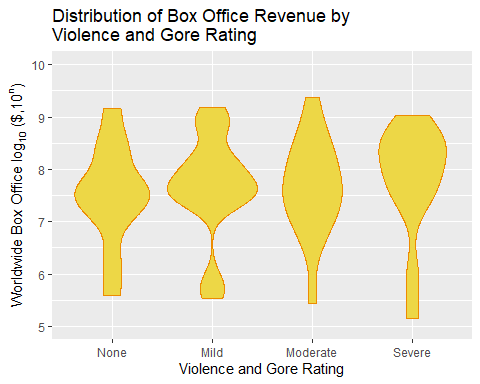 Distribution of Box Office Revenue by
Violence and Gore Rating
Worldwide Box Office log₁₀ ($,10ⁿ)
10
9
8
7
6
5
None Mild Moderate Severe
Violence and Gore Rating